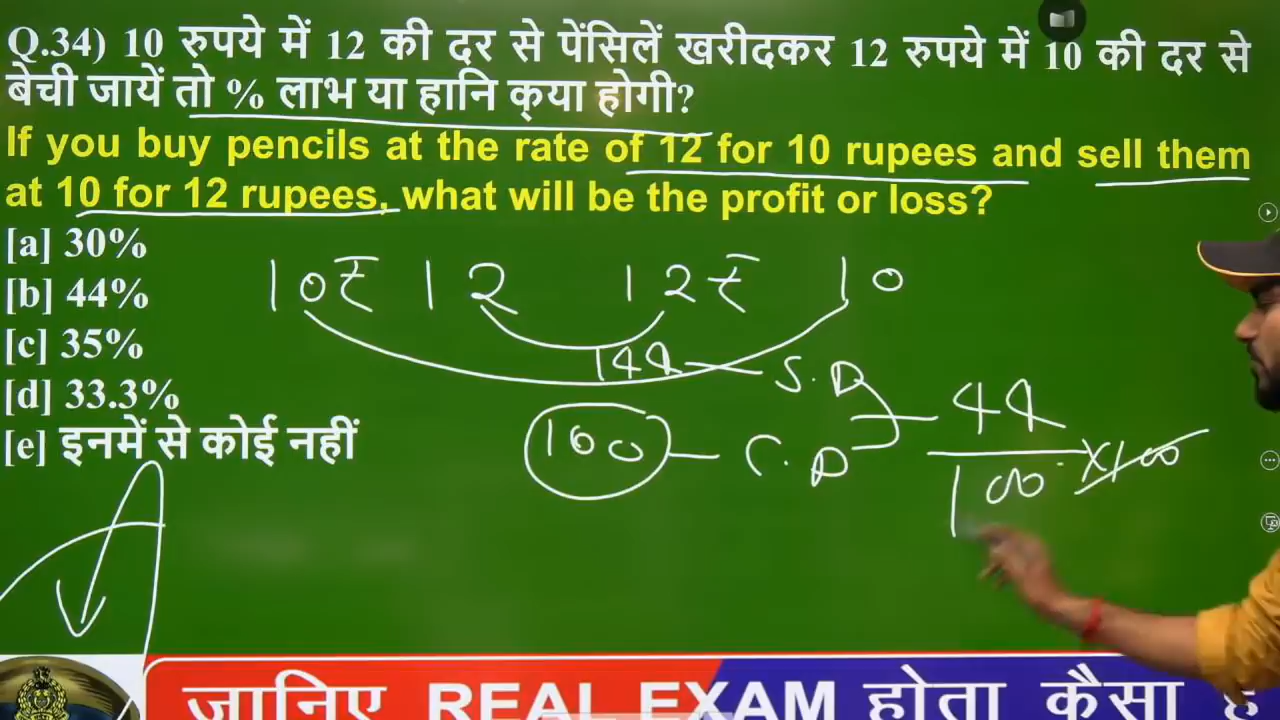 Q.34) 10 रुपये में 12 की दर से पेंसिलें खरीदकर 12 रुपये में 10 की दर से
बेची जायें तो % लाभ या हानि क्या होगी?
If you buy pencils at the rate of 12 for 10 rupees and sell them
at 10 for 12 rupees, what will be the profit or loss?
[a] 30%
[b] 44%
[c] 35%
[d] 33.3%
[e] इनमें से कोई नहीं
10₹ 12 12₹ 10
144 — S.P
100 — C.P
44
100 ×100
जानिए REAL EXAM होता कैसा